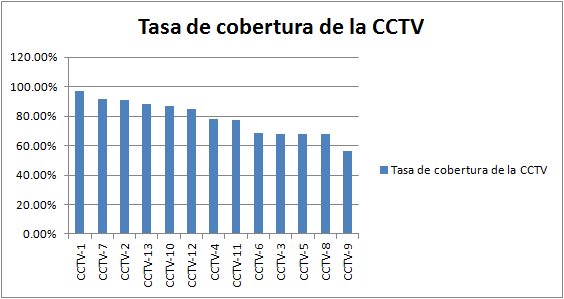 Tasa de cobertura de la CCTV
120.00%
100.00%
80.00%
60.00%
40.00%
20.00%
0.00%
CCTV-1
CCTV-7
CCTV-2
CCTV-13
CCTV-10
CCTV-12
CCTV-4
CCTV-11
CCTV-6
CCTV-3
CCTV-5
CCTV-8
CCTV-9
Tasa de cobertura de la CCTV